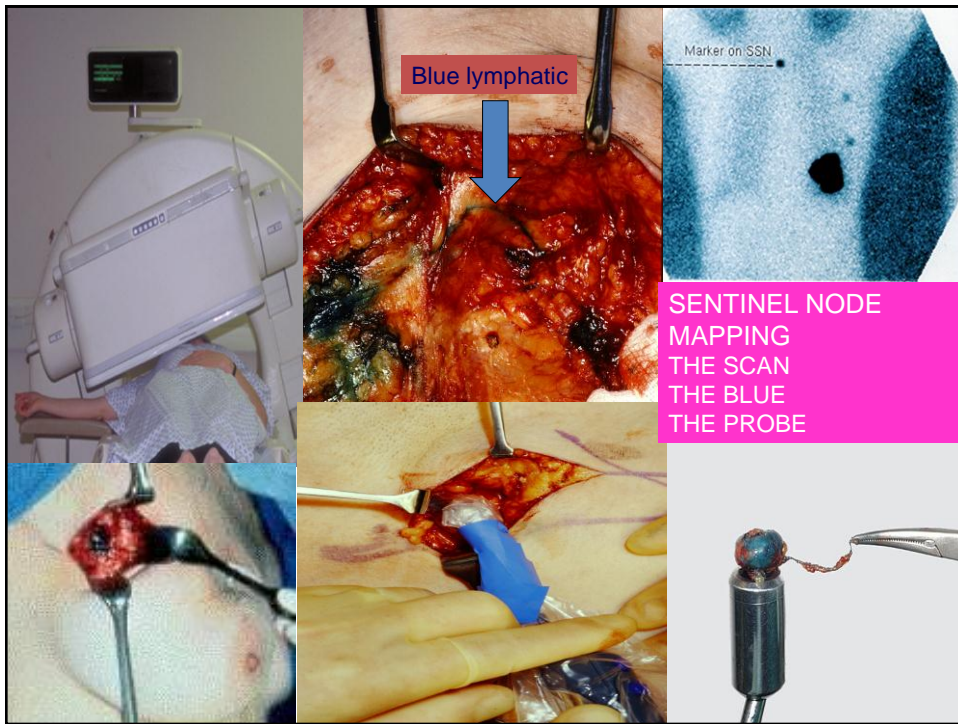 Blue lymphatic
Marker on SSN
SENTINEL NODE
MAPPING
THE SCAN
THE BLUE
THE PROBE